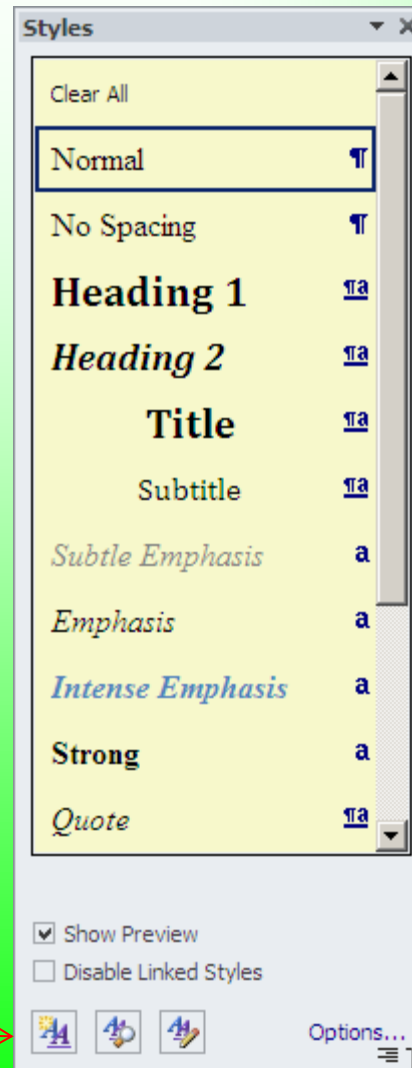 Styles
Clear All
Normal ¶
No Spacing ¶
Heading 1 ¶a
Heading 2 ¶a
Title ¶a
Subtitle ¶a
Subtle Emphasis a
Emphasis a
Intense Emphasis a
Strong a
Quote ¶a
Show Preview
Disable Linked Styles
Options...